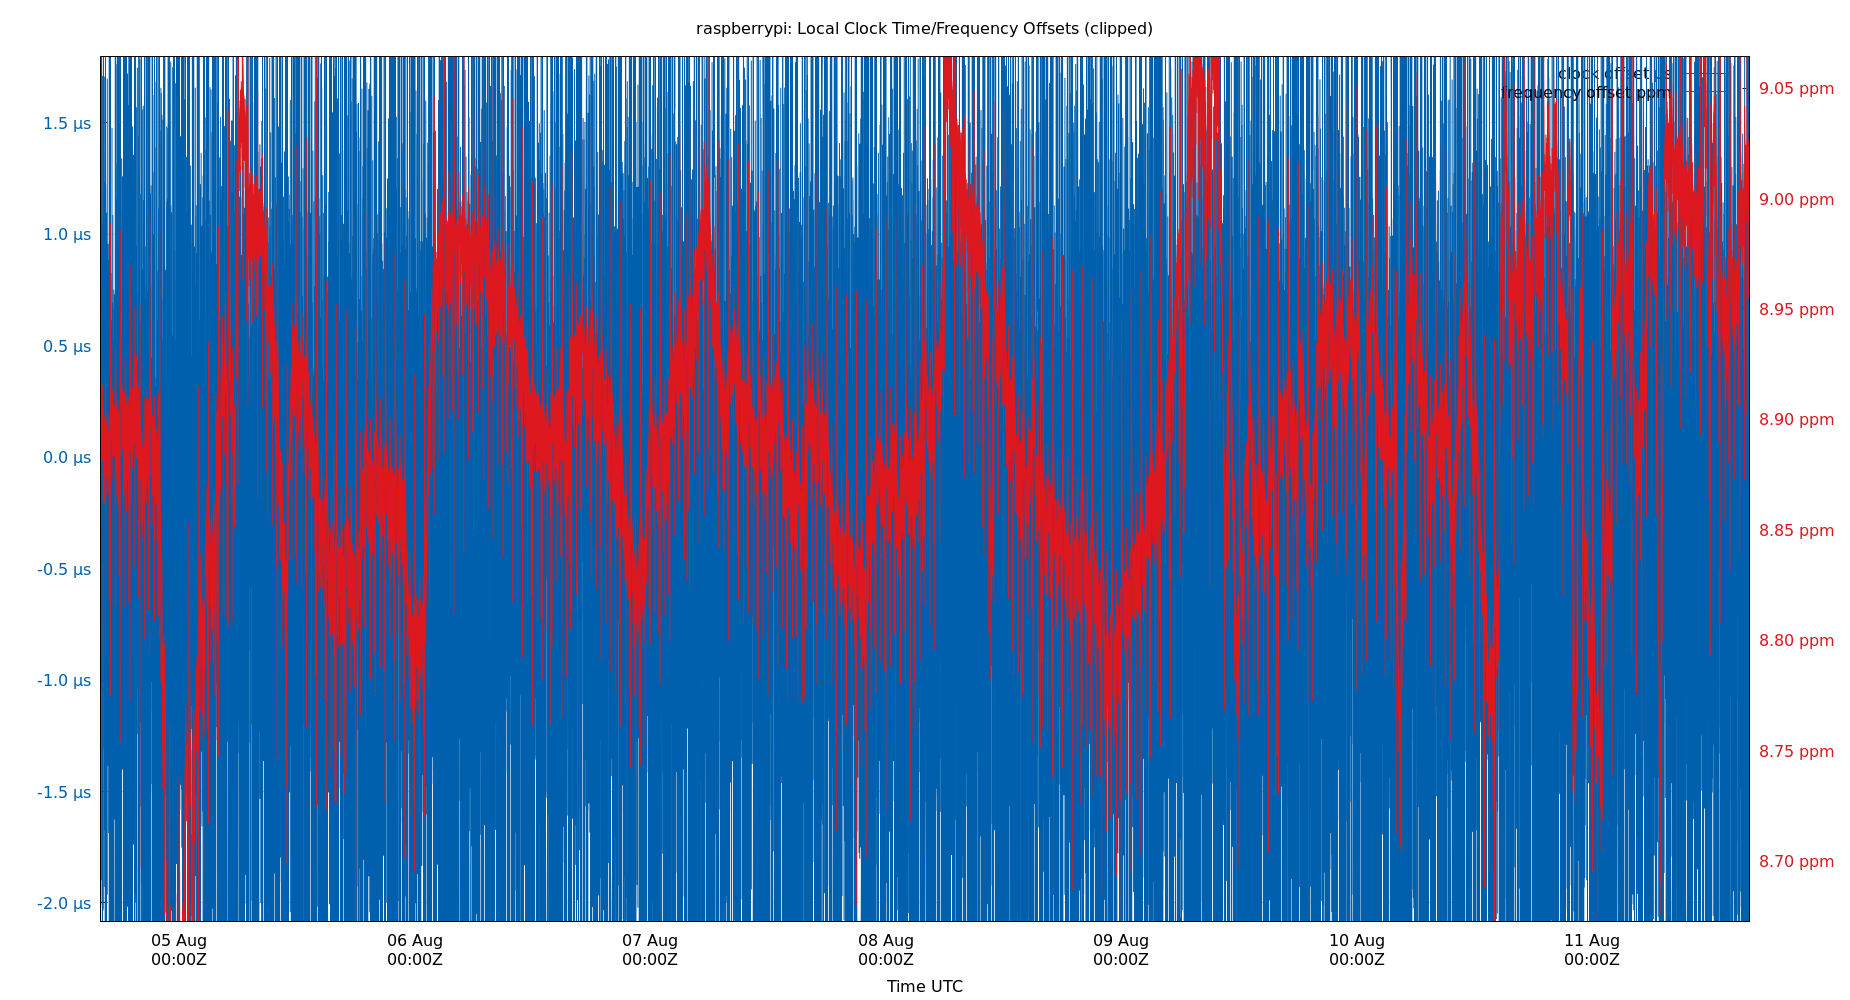 raspberrypi: Local Clock Time/Frequency Offsets (clipped)
clock offset µs
frequency offset ppm
1.5 µs
1.0 µs
0.5 µs
0.0 µs
-0.5 µs
-1.0 µs
-1.5 µs
-2.0 µs
9.05 ppm
9.00 ppm
8.95 ppm
8.90 ppm
8.85 ppm
8.80 ppm
8.75 ppm
8.70 ppm
05 Aug 06 Aug 07 Aug 08 Aug 09 Aug 10 Aug 11 Aug
00:00Z 00:00Z 00:00Z 00:00Z 00:00Z 00:00Z 00:00Z
Time UTC